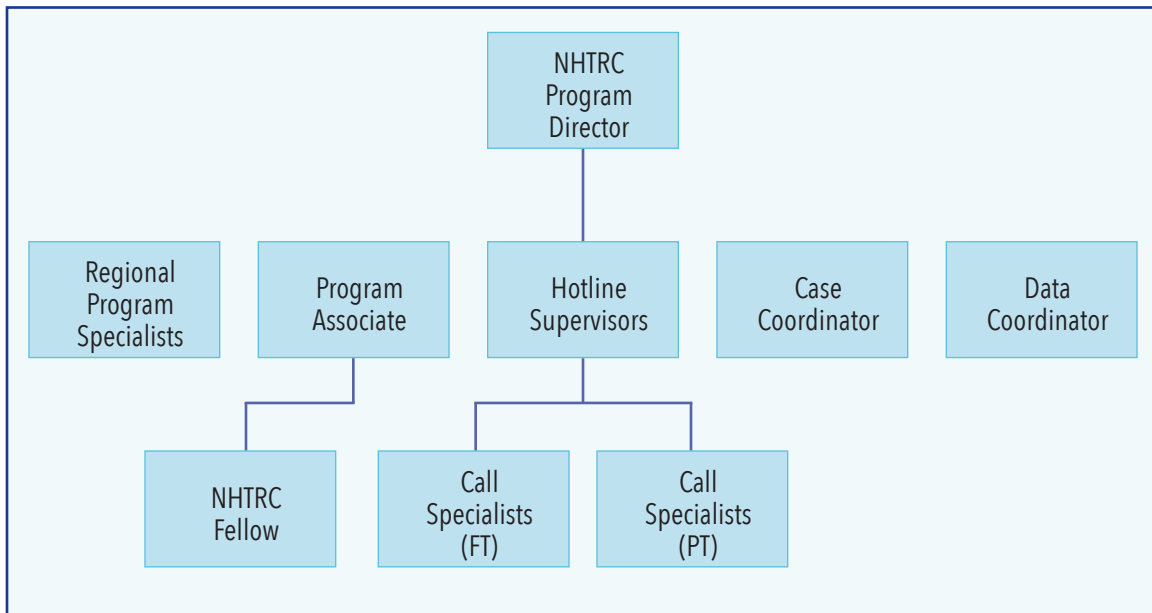 NHTRC
Program
Director
Regional
Program
Specialists
Program
Associate
Hotline
Supervisors
Case
Coordinator
Data
Coordinator
NHTRC
Fellow
Call
Specialists
(FT)
Call
Specialists
(PT)